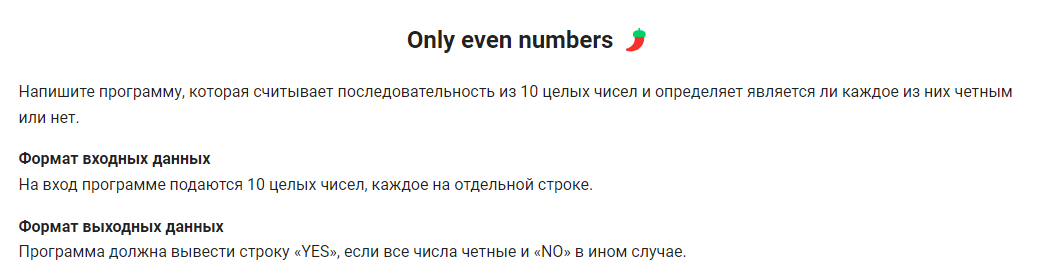 Only even numbers 🌶
Напишите программу, которая считывает последовательность из 10 целых чисел и определяет является ли каждое из них четным
или нет.
Формат входных данных
На вход программе подаются 10 целых чисел, каждое на отдельной строке.
Формат выходных данных
Программа должна вывести строку «YES», если все числа четные и «NO» в ином случае.